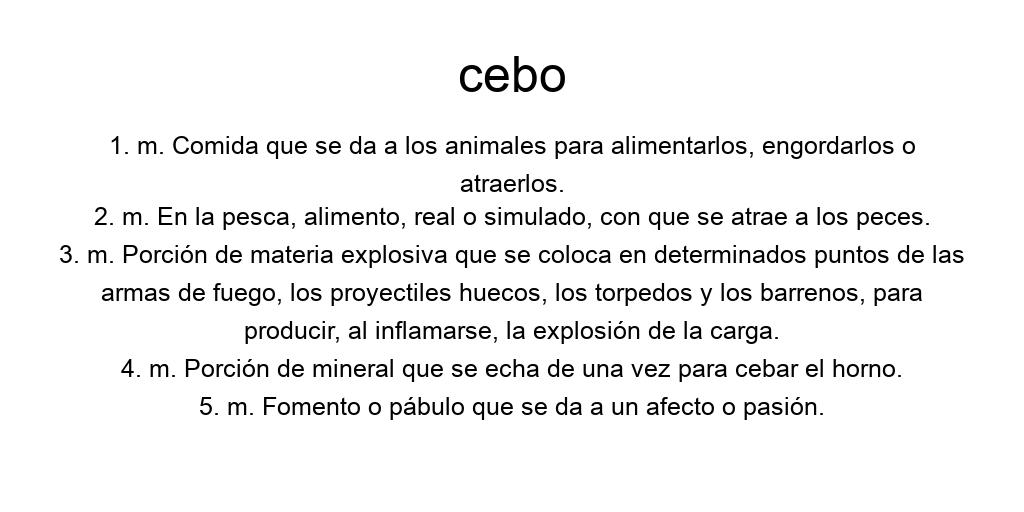 cebo
1. m. Comida que se da a los animales para alimentarlos, engordarlos o
atraerlos.
2. m. En la pesca, alimento, real o simulado, con que se atrae a los peces.
3. m. Porción de materia explosiva que se coloca en determinados puntos de las
armas de fuego, los proyectiles huecos, los torpedos y los barrenos, para
producir, al inflamarse, la explosión de la carga.
4. m. Porción de mineral que se echa de una vez para cebar el horno.
5. m. Fomento o pábulo que se da a un afecto o pasión.